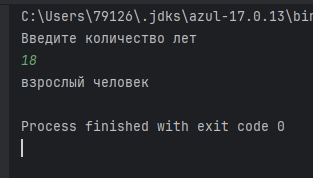 C:\Users\79126\.jdks\azul-17.0.13\bin
Введите количество лет
18
взрослый человек
Process finished with exit code 0